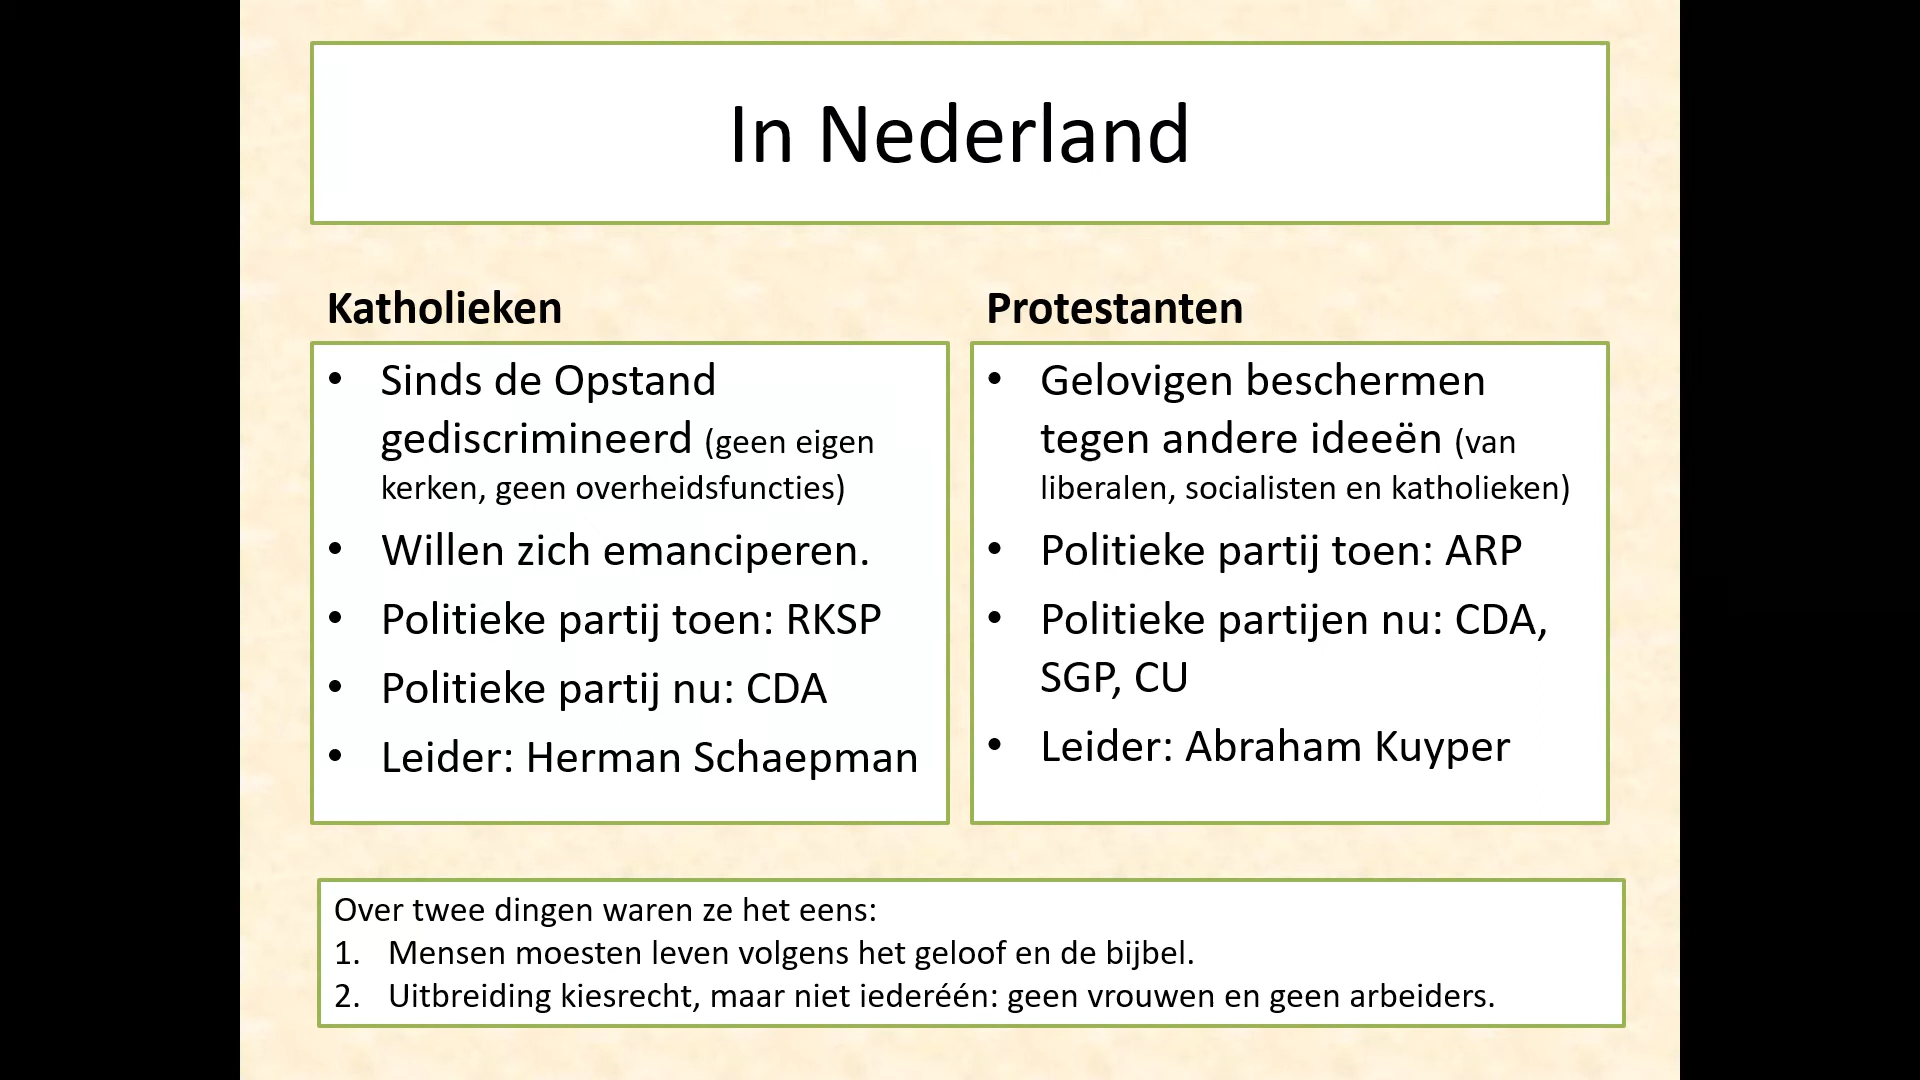 In Nederland
Katholieken
• Sinds de Opstand
gediscrimineerd (geen eigen
kerken, geen overheidsfuncties)
• Willen zich emanciperen.
• Politieke partij toen: RKSP
• Politieke partij nu: CDA
• Leider: Herman Schaepman
Protestanten
• Gelovigen beschermen
tegen andere ideeën (van
liberalen, socialisten en katholieken)
• Politieke partij toen: ARP
• Politieke partijen nu: CDA,
SGP, CU
• Leider: Abraham Kuyper
Over twee dingen waren ze het eens:
1. Mensen moesten leven volgens het geloof en de bijbel.
2. Uitbreiding kiesrecht, maar niet iederéén: geen vrouwen en geen arbeiders.